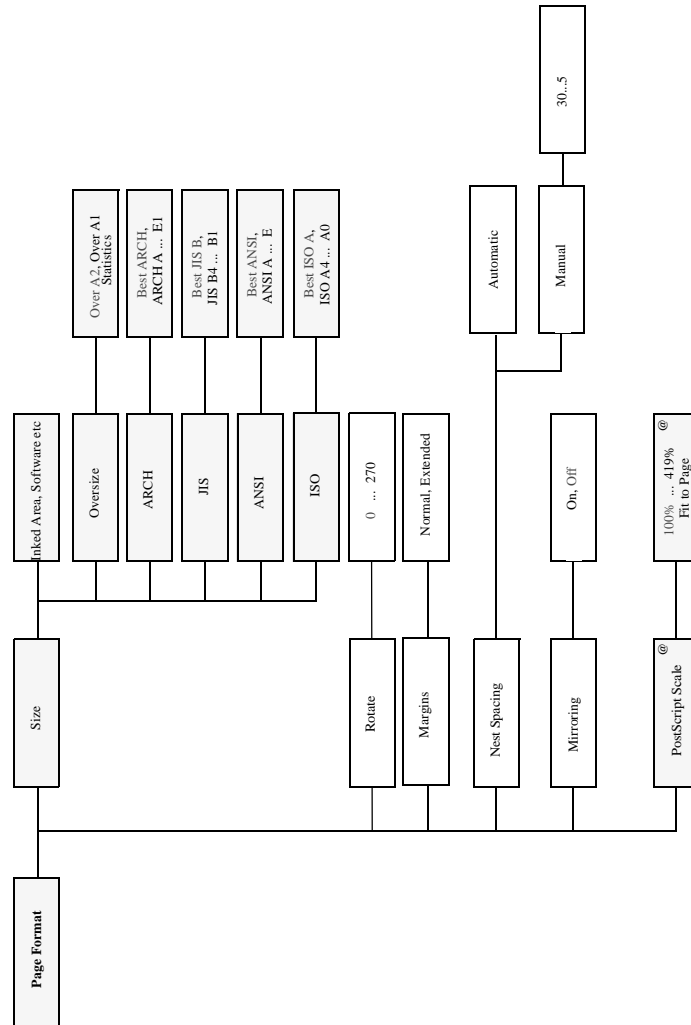 Page Format
Size
Inked Area, Software etc
Oversize
Over A2, Over A1
Statistics
ARCH
Best ARCH,
ARCH A ... E1
JIS
Best JIS B,
JIS B4 ... B1
ANSI
Best ANSI,
ANSI A ... E
ISO
Best ISO A,
ISO A4 ... A0
Rotate
0 ... 270
Margins
Normal, Extended
Nest Spacing
Automatic
Manual
30...5
Mirroring
On, Off
PostScript Scale @
100% ... 419% @
Fit to Page